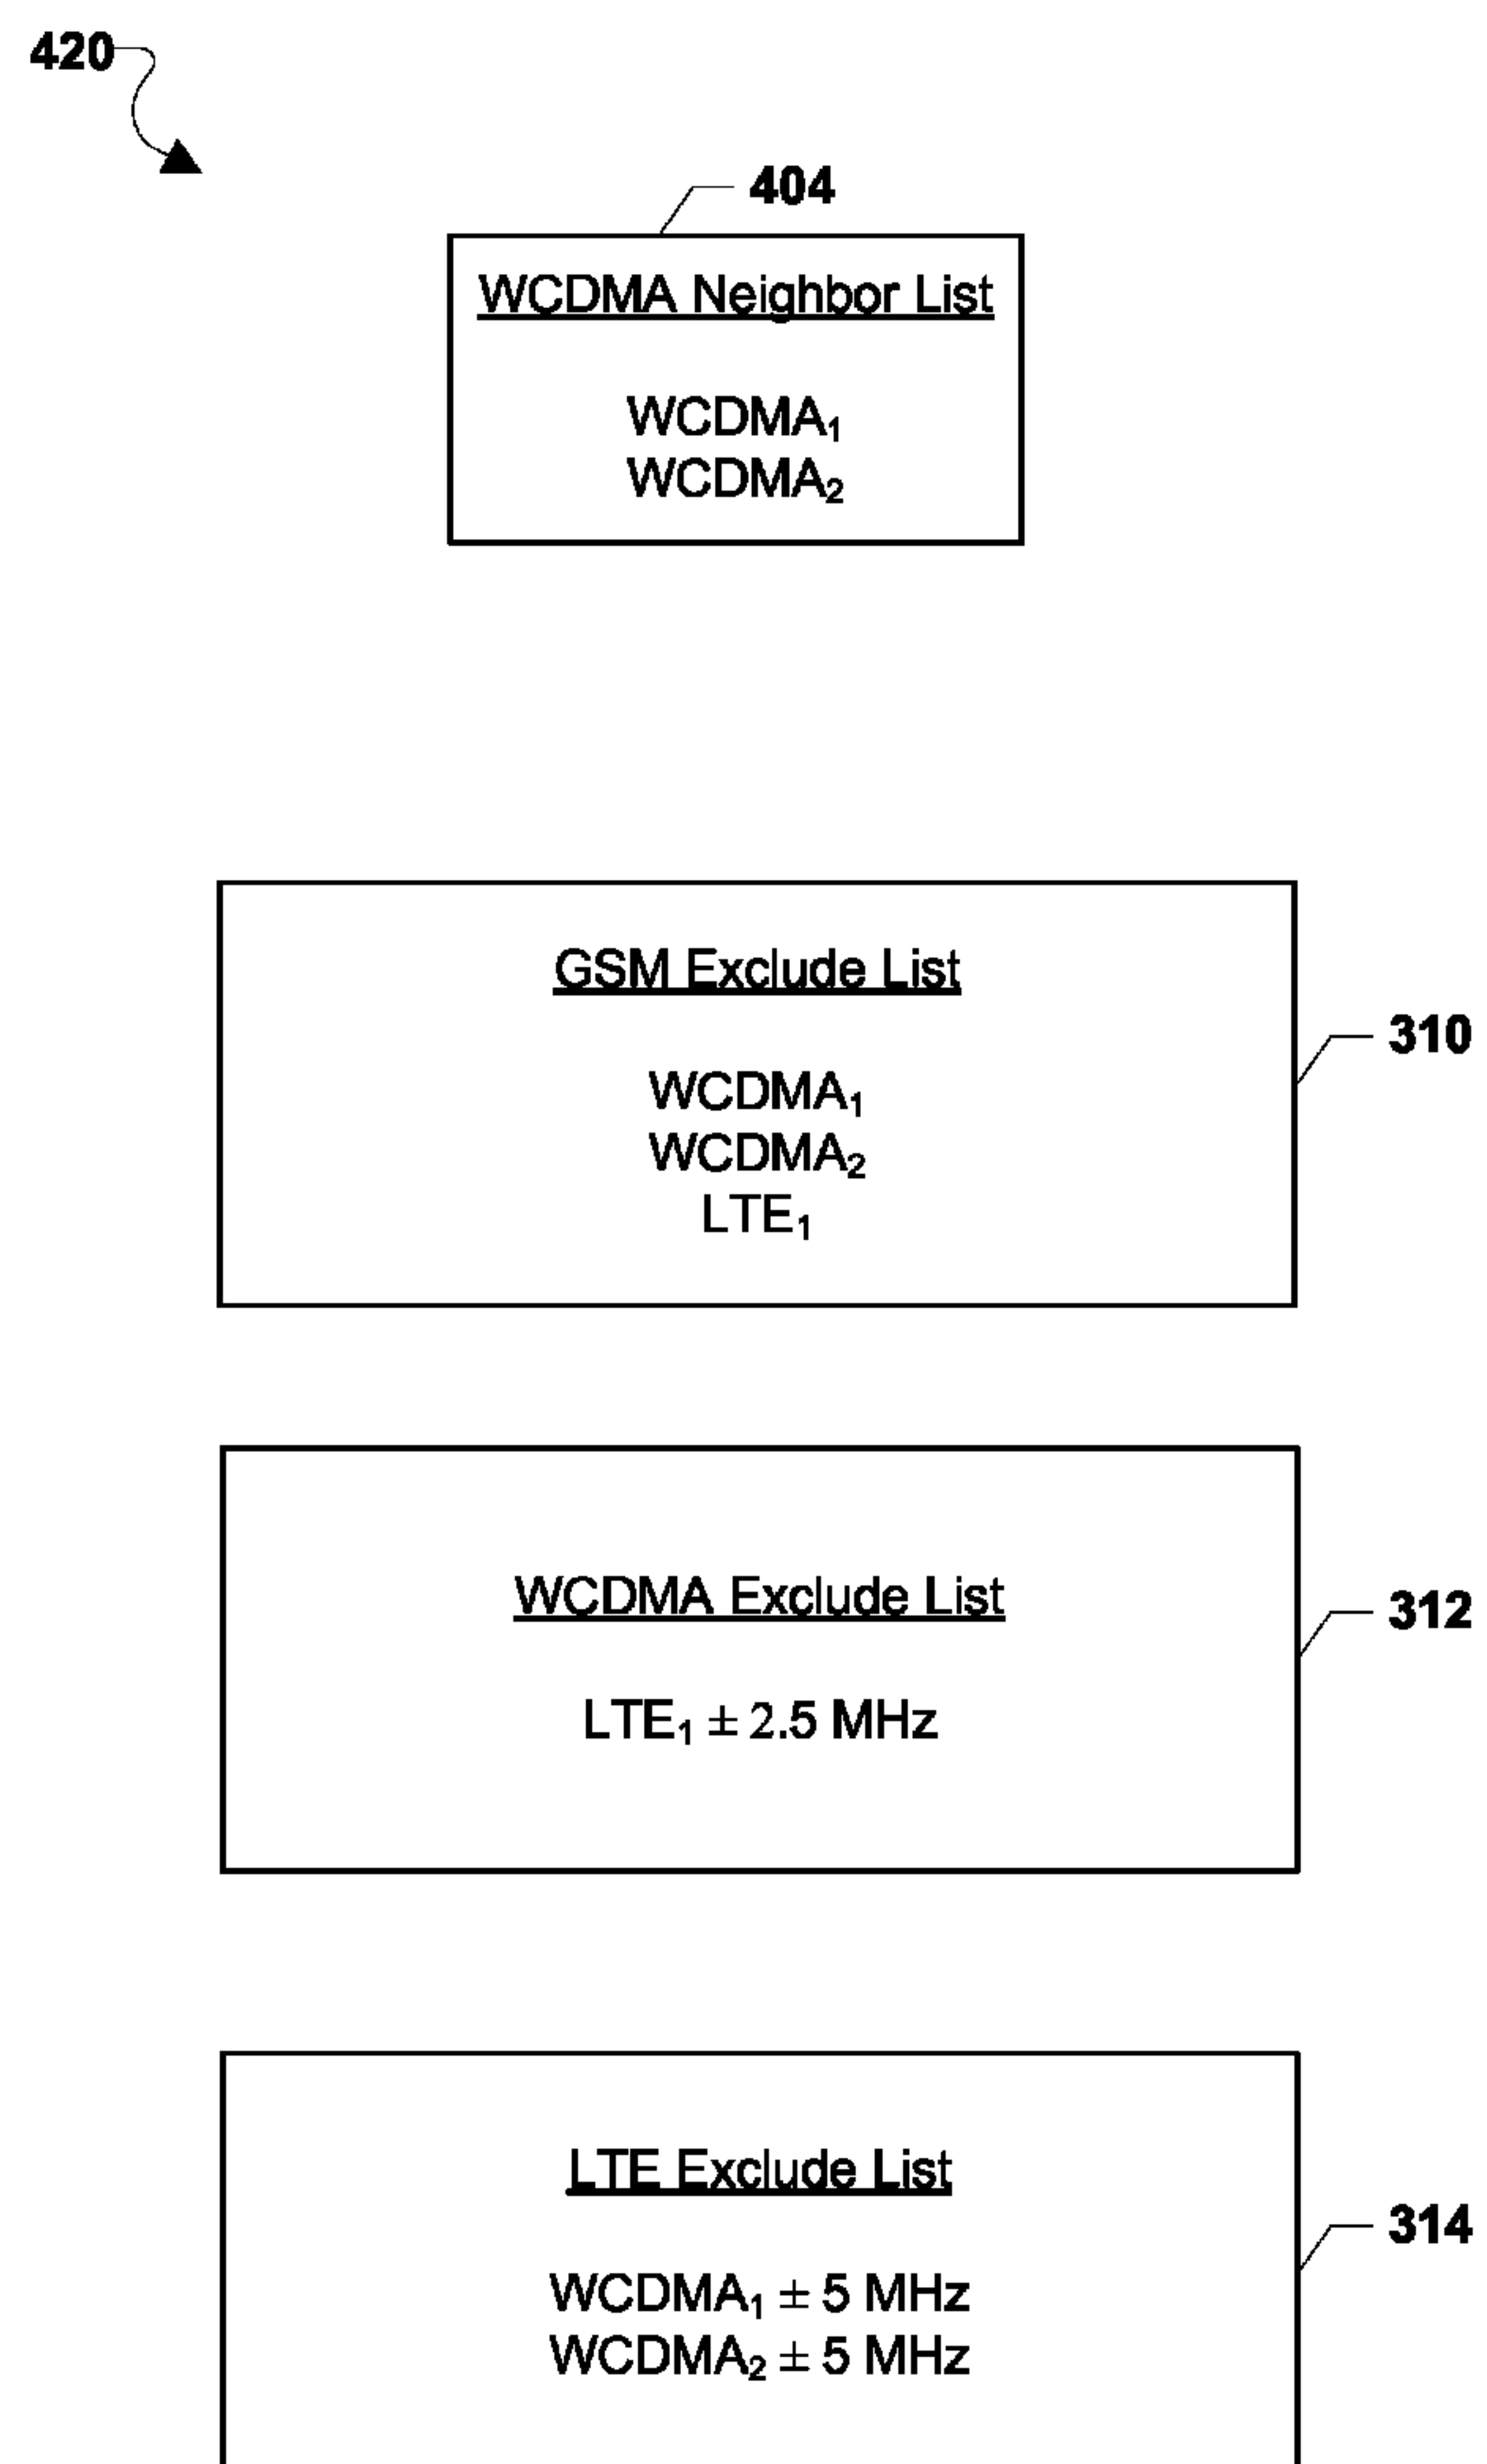 420
404
WCDMA Neighbor List
WCDMA₁
WCDMA₂
GSM Exclude List
310
WCDMA₁
WCDMA₂
LTE₁
WCDMA Exclude List
312
LTE₁ ± 2.5 MHz
LTE Exclude List
314
WCDMA₁ ± 5 MHz
WCDMA₂ ± 5 MHz